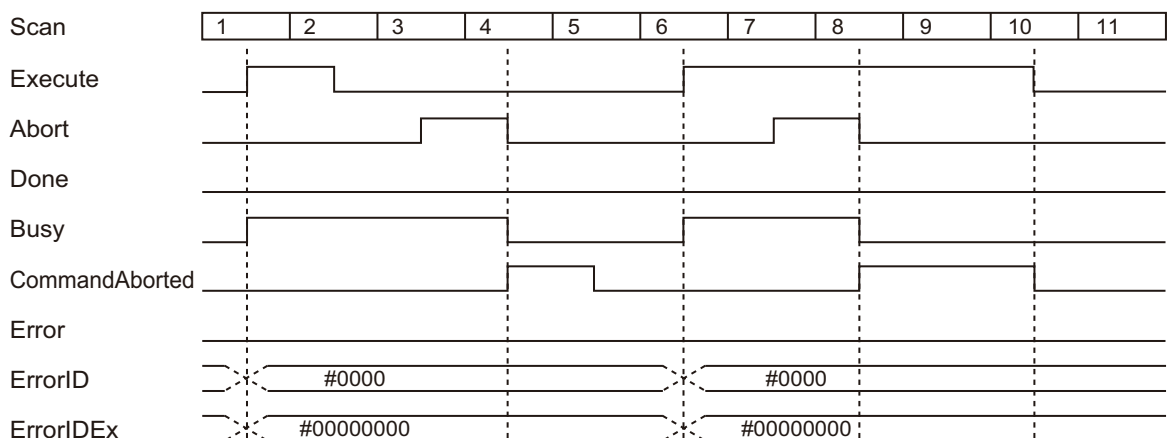 Scan 1 2 3 4 5 6 7 8 9 10 11
Execute
Abort
Done
Busy
CommandAborted
Error
ErrorID #0000 #0000
ErrorIDEx #00000000 #00000000